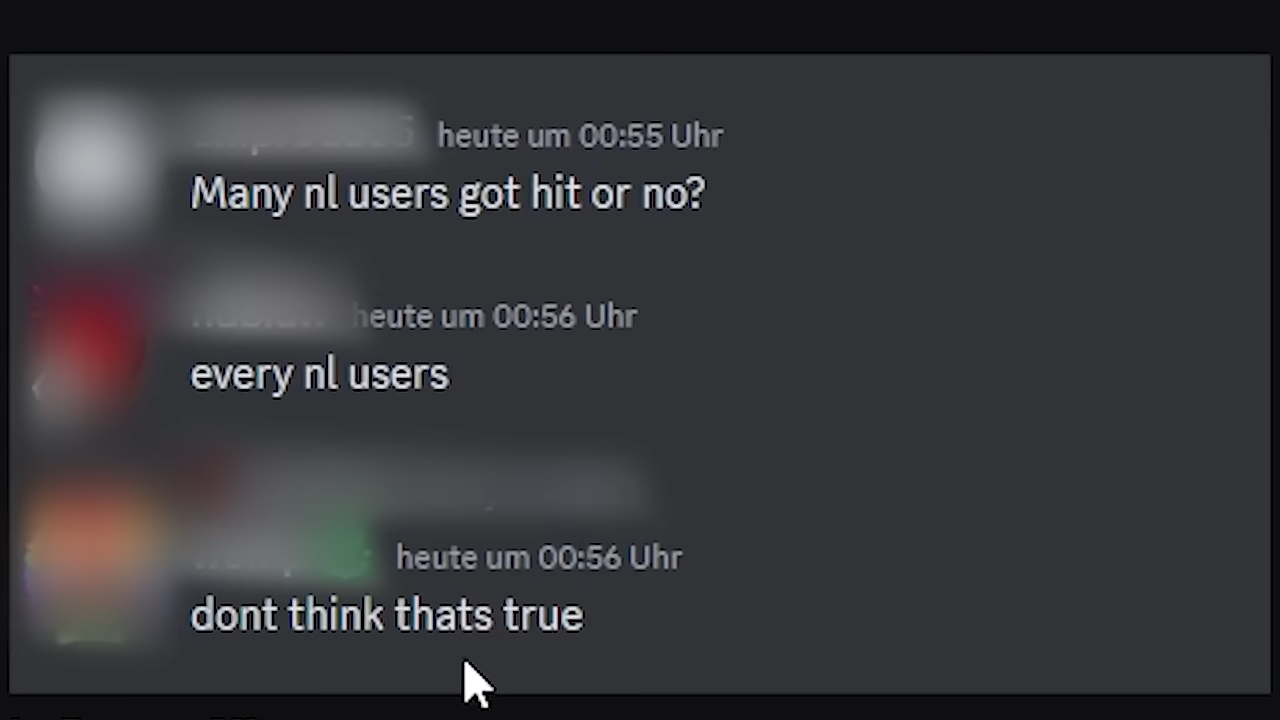 heute um 00:55 Uhr
Many nl users got hit or no?
heute um 00:56 Uhr
every nl users
heute um 00:56 Uhr
dont think thats true